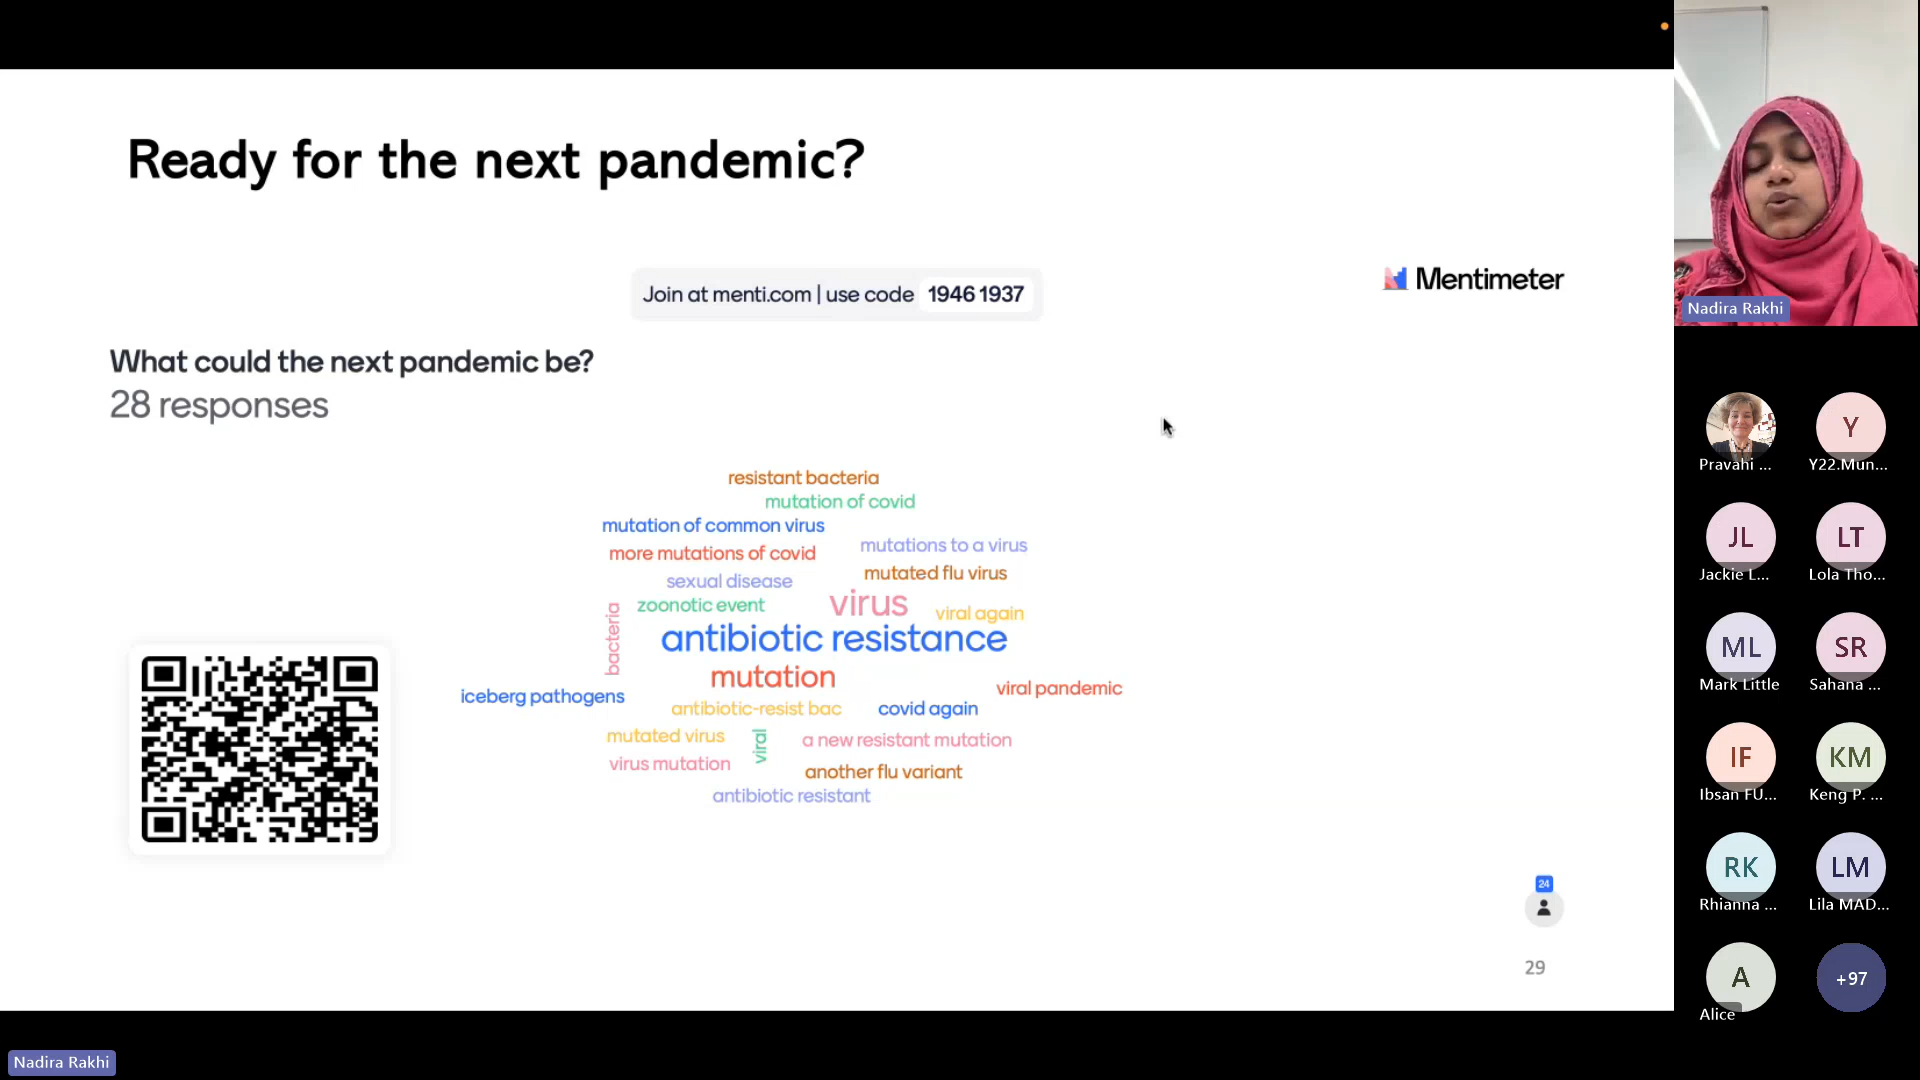 Ready for the next pandemic?
Join at menti.com | use code 1946 1937
Mentimeter
What could the next pandemic be?
28 responses
resistant bacteria
mutation of covid
mutation of common virus
mutations to a virus
more mutations of covid
mutated flu virus
sexual disease
zoonotic event
virus
viral again
bacteria
antibiotic resistance
mutation
viral pandemic
iceberg pathogens
antibiotic-resist bac
covid again
mutated virus
viral
a new resistant mutation
virus mutation
another flu variant
antibiotic resistant
24
29
Nadira Rakhi
Pravahi ...
Y
Y22.Mun...
JL
Jackie L...
LT
Lola Tho...
ML
Mark Little
SR
Sahana ...
IF
Ibsan FU...
KM
Keng P. ...
RK
Rhianna ...
LM
Lila MAD...
A
Alice
+97
Nadira Rakhi